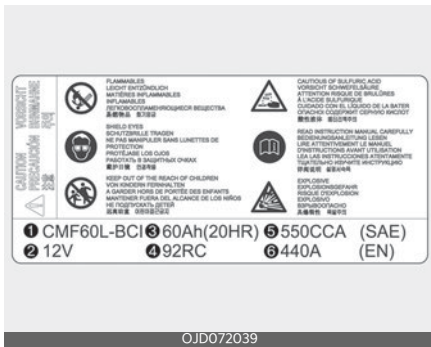 CAUTION
PRECAUCIÓN
VORSICHT
FLAMMABLES
LEICHT ENTZÜNDLICH
MATIÈRES INFLAMMABLES
INFLAMABLES
ЛЕГКОВОСПЛАМЕНЯЮЩИЕСЯ ВЕЩЕСТВА
SHIELD EYES
SCHUTZBRILLE TRAGEN
NE PAS MANIPULER SANS LUNETTES DE
PROTECTION
PROTÉJASE LOS OJOS
РАБОТАТЬ В ЗАЩИТНЫХ ОЧКАХ
KEEP OUT OF THE REACH OF CHILDREN
VON KINDERN FERNHALTEN
A GARDER HORS DE PORTÉE DES ENFANTS
MANTENER FUERA DEL ALCANCE DE LOS NIÑOS
НЕ ПОДПУСКАТЬ ДЕТЕЙ
CAUTIOUS OF SULFURIC ACID
VORSICHT SCHWEFELSÄURE
ATTENTION RISQUE DE BRULÛRES
À L'ACIDE SULFURIQUE
CUIDADO CON EL LÍQUIDO DE LA BATER
ОПАСНО СОДЕРЖИТ СЕРНУЮ КИСЛОТ
READ INSTRUCTION MANUAL CAREFULLY
BEDIENUNGSANLEITUNG LESEN
LIRE ATTENTIVEMENT LE MANUEL
D'INSTRUCTIONS AVANT UTILISATION
LEA LAS INSTRUCCIONES ATENTAMENTE
ТЩАТЕЛЬНО ИЗУЧИТЕ ИНСТРУКЦИЮ
EXPLOSIVE
EXPLOSIONSGEFAHR
RISQUE D'EXPLOSION
EXPLOSIVO
ВЗРЫВООПАСНО
❶ CMF60L-BCI ❸ 60Ah(20HR) ❺ 550CCA (SAE)
❷ 12V ❹ 92RC ❻ 440A (EN)
OJD072039